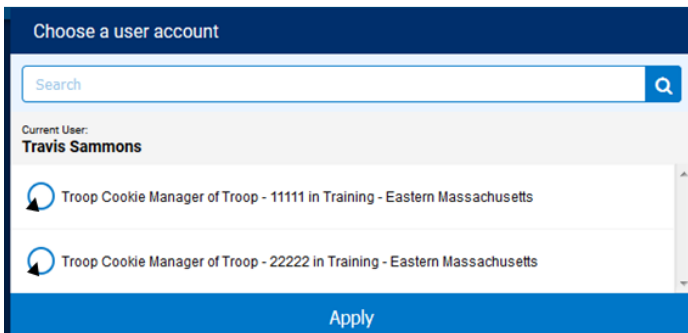 Choose a user account
Search
Current User:
Travis Sammons
Troop Cookie Manager of Troop - 11111 in Training - Eastern Massachusetts
Troop Cookie Manager of Troop - 22222 in Training - Eastern Massachusetts
Apply